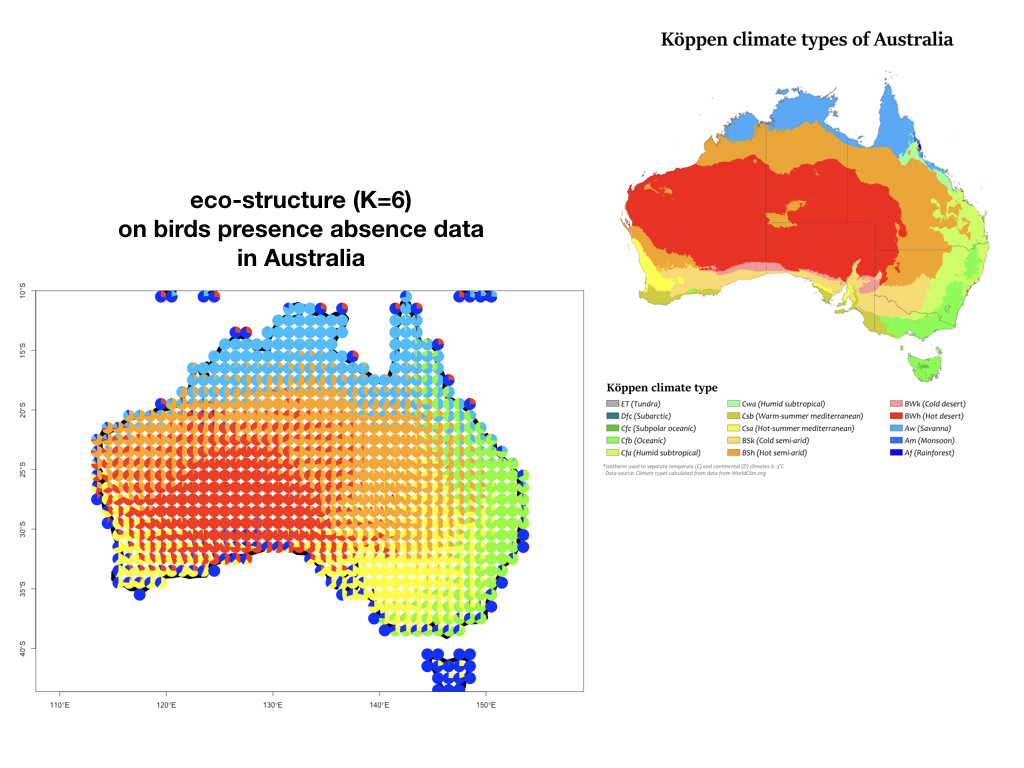 Köppen climate types of Australia
eco-structure (K=6)
on birds presence absence data
in Australia
10°S
15°S
20°S
25°S
30°S
35°S
40°S
110°E
120°E
130°E
140°E
150°E
Köppen climate type
ET (Tundra)
Dfc (Subarctic)
Cfc (Subpolar oceanic)
Cfb (Oceanic)
Cfa (Humid subtropical)
Cwa (Humid subtropical)
Csb (Warm-summer mediterranean)
Csa (Hot-summer mediterranean)
BSk (Cold semi-arid)
BSh (Hot semi-arid)
BWk (Cold desert)
BWh (Hot desert)
Aw (Savanna)
Am (Monsoon)
Af (Rainforest)
*Isotherm used to separate temperate (C) and continental (D) climates is -3°C
Data source: Climate types calculated from data from WorldClim.org